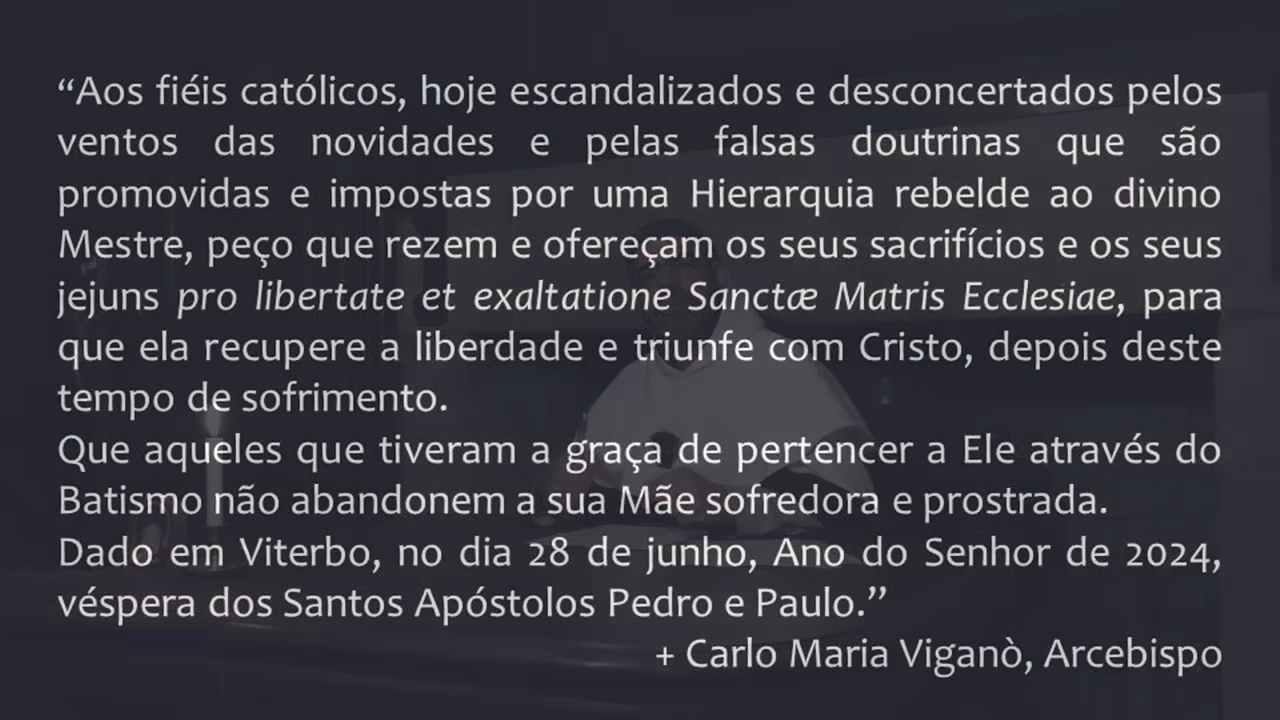 “Aos fiéis católicos, hoje escandalizados e desconcertados pelos
ventos das novidades e pelas falsas doutrinas que são
promovidas e impostas por uma Hierarquia rebelde ao divino
Mestre, peço que rezem e ofereçam os seus sacrifícios e os seus
jejuns pro libertate et exaltatione Sanctæ Matris Ecclesiae, para
que ela recupere a liberdade e triunfe com Cristo, depois deste
tempo de sofrimento.
Que aqueles que tiveram a graça de pertencer a Ele através do
Batismo não abandonem a sua Mãe sofredora e prostrada.
Dado em Viterbo, no dia 28 de junho, Ano do Senhor de 2024,
véspera dos Santos Apóstolos Pedro e Paulo.”
+ Carlo Maria Viganò, Arcebispo